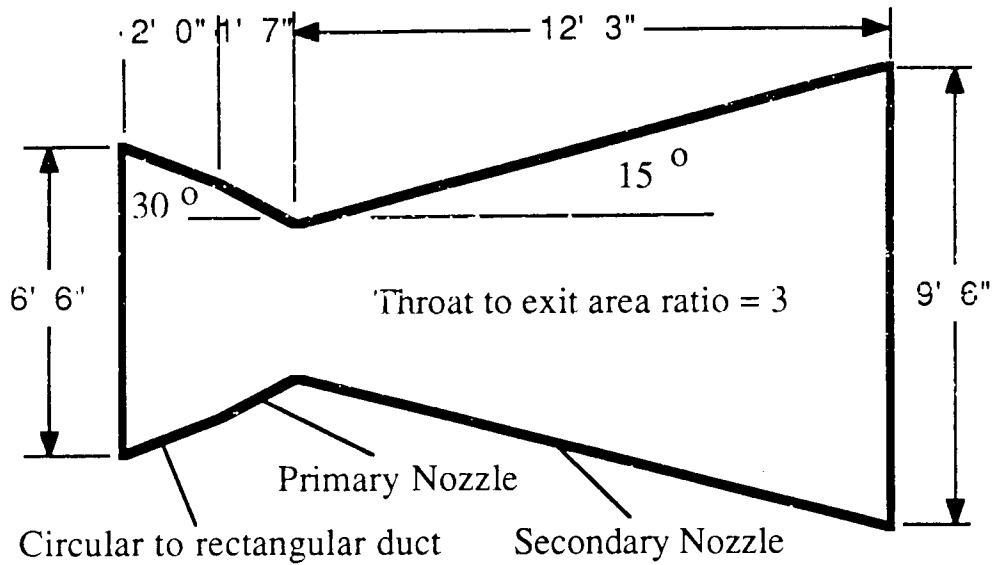 2' 0" 1' 7" 12' 3"
15 o
30 o
6' 6"
Throat to exit area ratio = 3
9' 6"
Primary Nozzle
Circular to rectangular duct
Secondary Nozzle